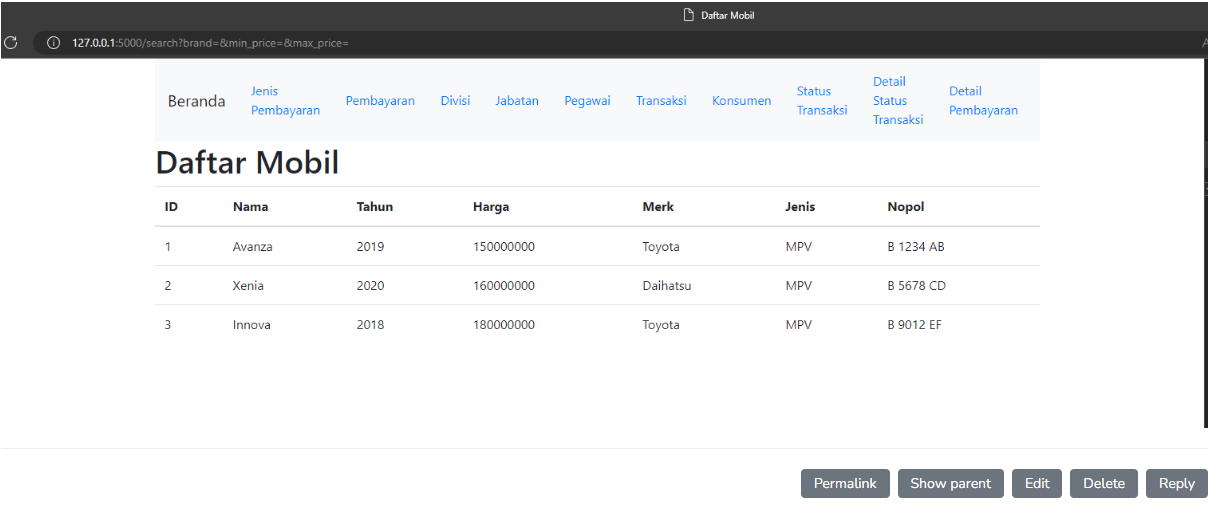 Daftar Mobil
127.0.0.1:5000/search?brand=&min_price=&max_price=
Beranda Jenis Pembayaran Pembayaran Divisi Jabatan Pegawai Transaksi Konsumen Status Transaksi Detail Status Transaksi Detail Pembayaran
Daftar Mobil
ID Nama Tahun Harga Merk Jenis Nopol
1 Avanza 2019 150000000 Toyota MPV B 1234 AB
2 Xenia 2020 160000000 Daihatsu MPV B 5678 CD
3 Innova 2018 180000000 Toyota MPV B 9012 EF
Permalink Show parent Edit Delete Reply